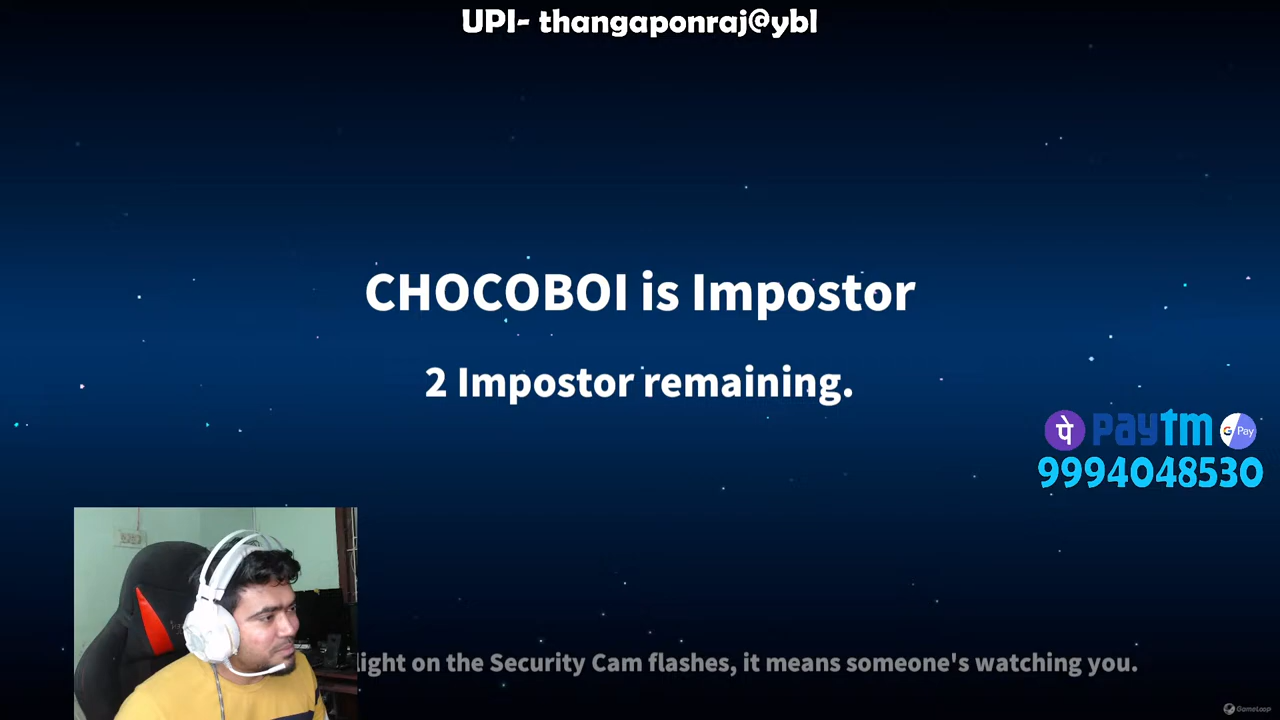 UPI- thangaponraj@ybl
CHOCOBOI is Impostor
2 Impostor remaining.
पे paytm G Pay
9994048530
light on the Security Cam flashes, it means someone's watching you.
GameLoop